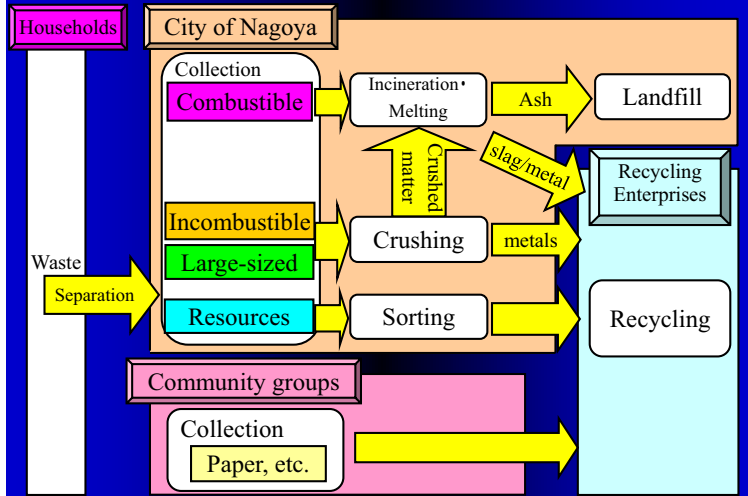 Households
City of Nagoya
Collection
Combustible
Incineration・
Melting
Ash
Landfill
Crushed
matter
slag/metal
Recycling
Enterprises
Incombustible
Large-sized
Crushing
metals
Waste
Separation
Resources
Sorting
Recycling
Community groups
Collection
Paper, etc.